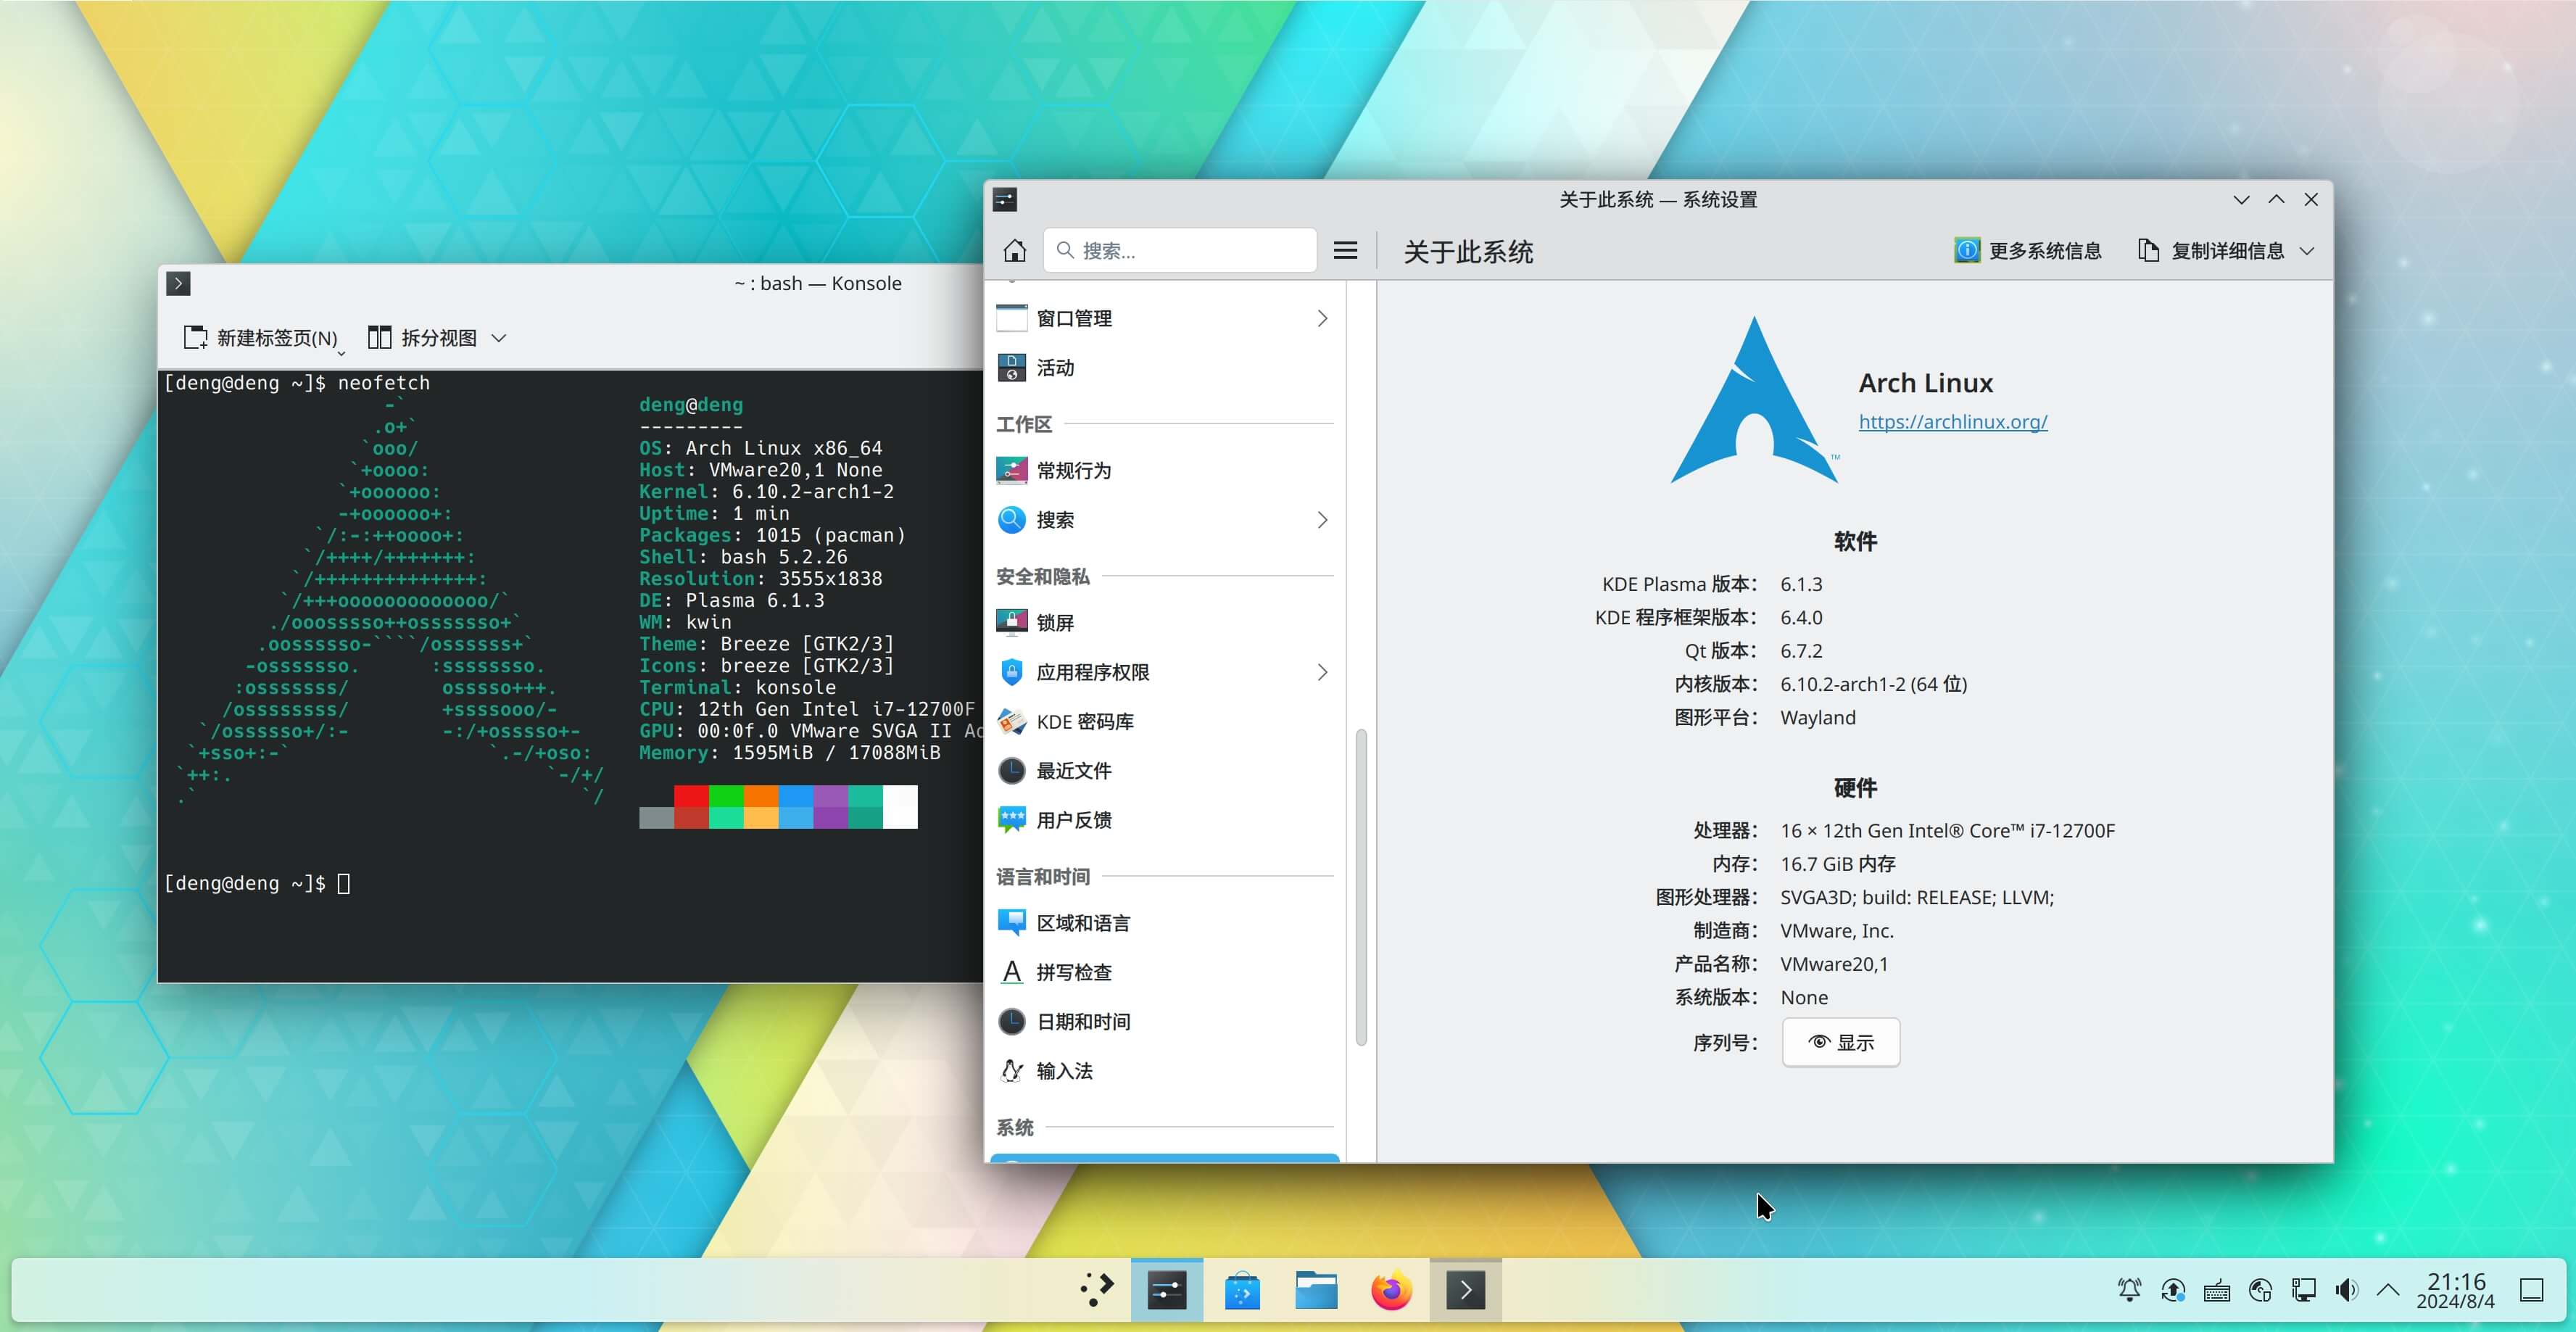 ~ : bash — Konsole
新建标签页(N)
拆分视图
[deng@deng ~]$ neofetch
deng@deng
---------
OS: Arch Linux x86_64
Host: VMware20,1 None
Kernel: 6.10.2-arch1-2
Uptime: 1 min
Packages: 1015 (pacman)
Shell: bash 5.2.26
Resolution: 3555x1838
DE: Plasma 6.1.3
WM: kwin
Theme: Breeze [GTK2/3]
Icons: breeze [GTK2/3]
Terminal: konsole
CPU: 12th Gen Intel i7-12700F
GPU: 00:0f.0 VMware SVGA II
Memory: 1595MiB / 17088MiB
[deng@deng ~]$
关于此系统 — 系统设置
搜索...
关于此系统
更多系统信息
复制详细信息
窗口管理
活动
工作区
常规行为
搜索
安全和隐私
锁屏
应用程序权限
KDE 密码库
最近文件
用户反馈
语言和时间
区域和语言
拼写检查
日期和时间
输入法
系统
Arch Linux
https://archlinux.org/
TM
软件
KDE Plasma 版本： 6.1.3
KDE 程序框架版本： 6.4.0
Qt 版本： 6.7.2
内核版本： 6.10.2-arch1-2 (64 位)
图形平台： Wayland
硬件
处理器： 16 × 12th Gen Intel® Core™ i7-12700F
内存： 16.7 GiB 内存
图形处理器： SVGA3D; build: RELEASE; LLVM;
制造商： VMware, Inc.
产品名称： VMware20,1
系统版本： None
序列号： 显示
21:16
2024/8/4